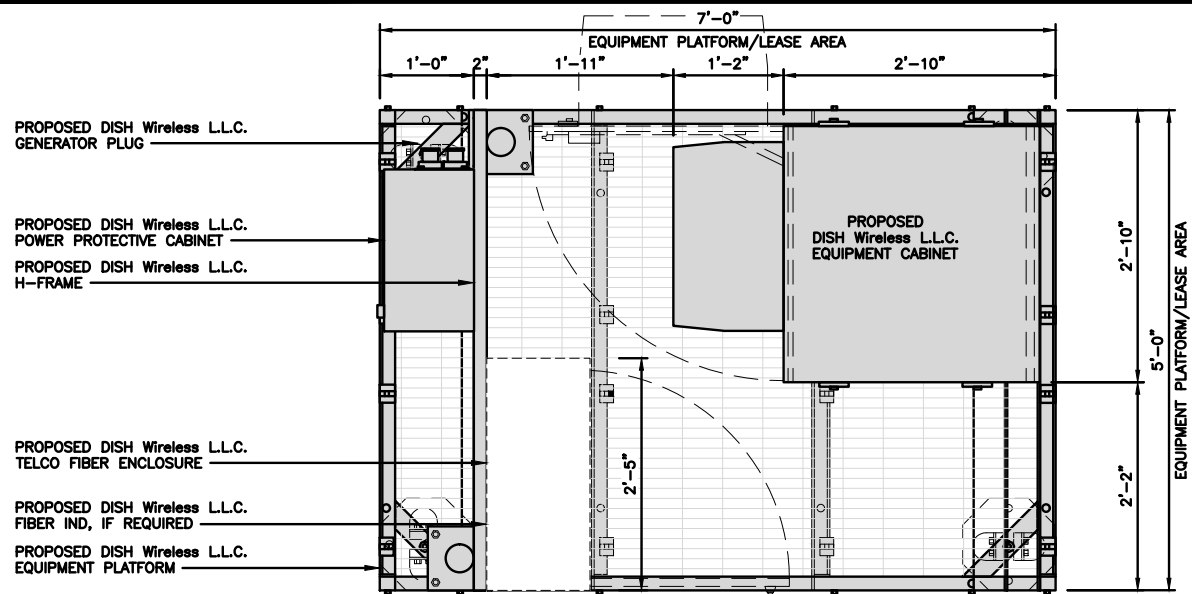 7'-0"
EQUIPMENT PLATFORM/LEASE AREA
1'-0"
2"
1'-11"
1'-2"
2'-10"
PROPOSED DISH Wireless L.L.C.
GENERATOR PLUG
PROPOSED DISH Wireless L.L.C.
POWER PROTECTIVE CABINET
PROPOSED DISH Wireless L.L.C.
H-FRAME
PROPOSED DISH Wireless L.L.C.
TELCO FIBER ENCLOSURE
PROPOSED DISH Wireless L.L.C.
FIBER IND, IF REQUIRED
PROPOSED DISH Wireless L.L.C.
EQUIPMENT PLATFORM
PROPOSED
DISH Wireless L.L.C.
EQUIPMENT CABINET
2'-5"
2'-10"
2'-2"
5'-0"
EQUIPMENT PLATFORM/LEASE AREA